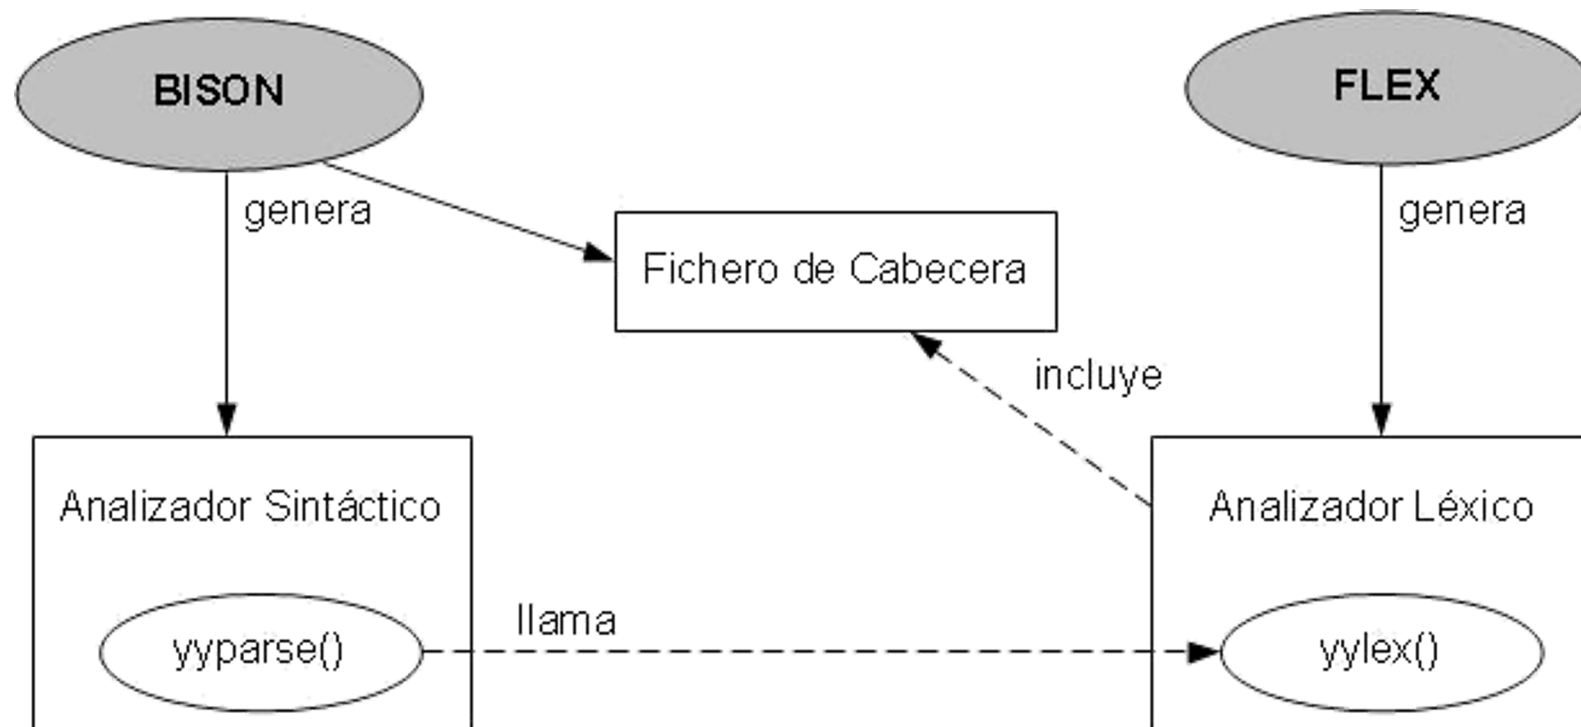 BISON
FLEX
genera
genera
Fichero de Cabecera
incluye
Analizador Sintáctico
Analizador Léxico
llama
yyparse()
yylex()